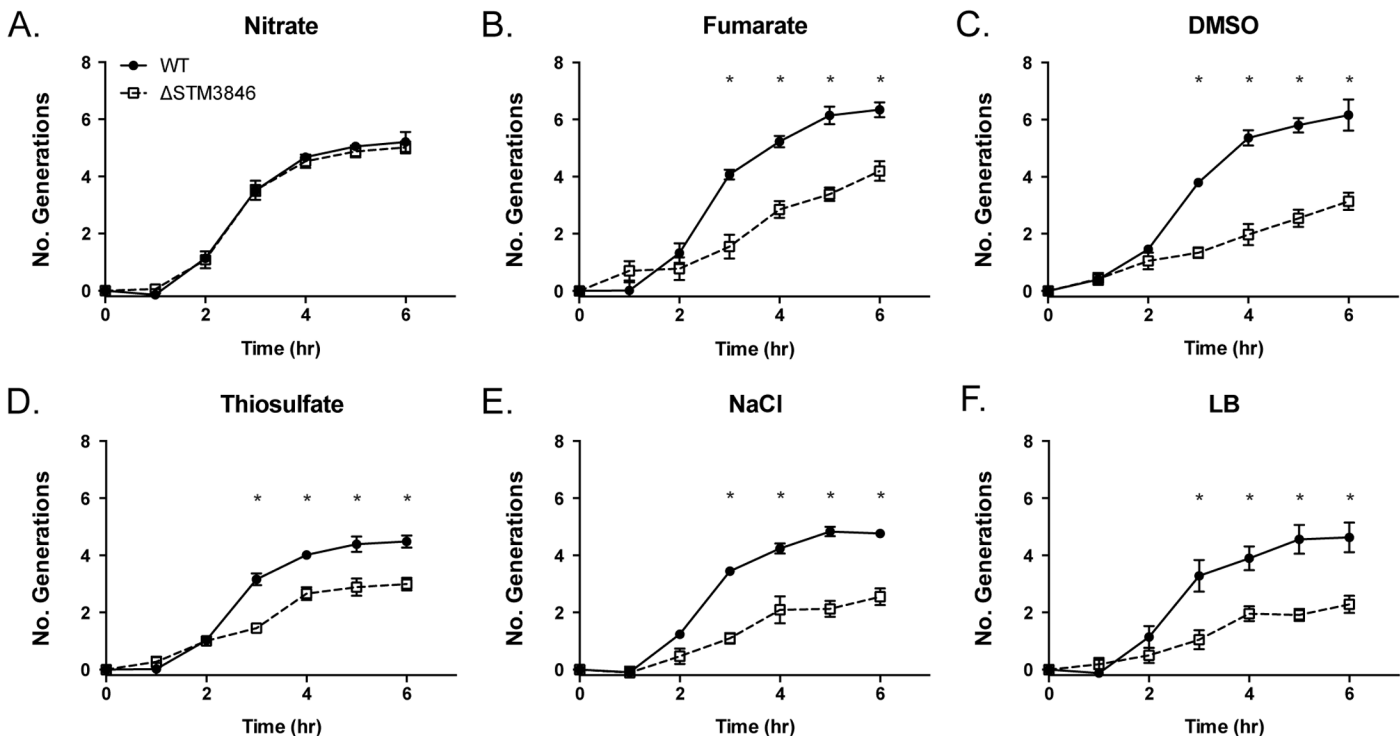 A. Nitrate
WT
ΔSTM3846
No. Generations
8
6
4
2
0
0 2 4 6
Time (hr)
B. Fumarate
* * * *
No. Generations
8
6
4
2
0
0 2 4 6
Time (hr)
C. DMSO
* * * *
No. Generations
8
6
4
2
0
0 2 4 6
Time (hr)
D. Thiosulfate
* * * *
No. Generations
8
6
4
2
0
0 2 4 6
Time (hr)
E. NaCl
* * * *
No. Generations
8
6
4
2
0
0 2 4 6
Time (hr)
F. LB
* * * *
No. Generations
8
6
4
2
0
0 2 4 6
Time (hr)